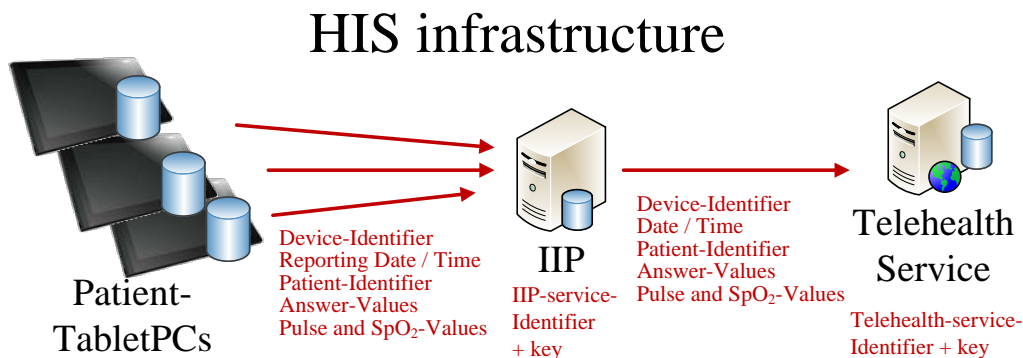 HIS infrastructure
Device-Identifier
Reporting Date / Time
Patient-Identifier
Answer-Values
Pulse and SpO₂-Values
Patient-
TabletPCs
IIP
IIP-service-
Identifier
+ key
Device-Identifier
Date / Time
Patient-Identifier
Answer-Values
Pulse and SpO₂-Values
Telehealth
Service
Telehealth-service-
Identifier + key